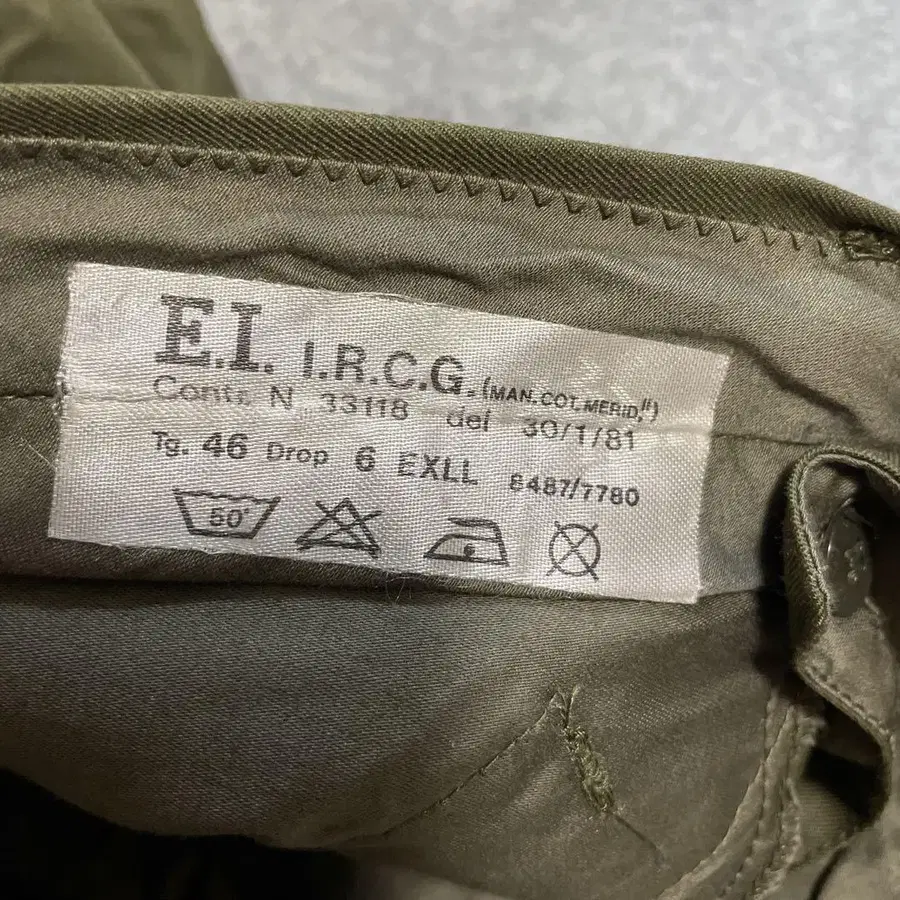 E.I. I.R.C.G. (MAN.COT.MERID,")
Contr. N 33118 del 30/1/81
Tg. 46 Drop 6 EXLL 8487/7780
50°